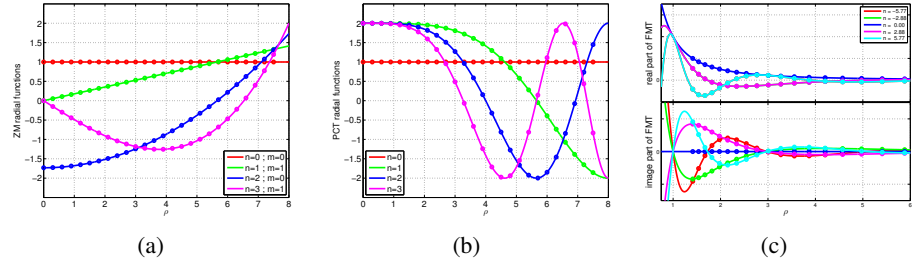 ZM radial functions
2
1.5
1
0.5
0
−0.5
−1
−1.5
−2
0 1 2 3 4 5 6 7 8
ρ
n=0 ; m=0
n=1 ; m=1
n=2 ; m=0
n=3 ; m=1
(a)
PCT radial functions
2
1.5
1
0.5
0
−0.5
−1
−1.5
−2
0 1 2 3 4 5 6 7 8
ρ
n=0
n=1
n=2
n=3
(b)
real part of FMT
0
n = −5.77
n = −2.88
n = 0.00
n = 2.88
n = 5.77
image part of FMT
0
1 2 3 4 5 6
ρ
(c)